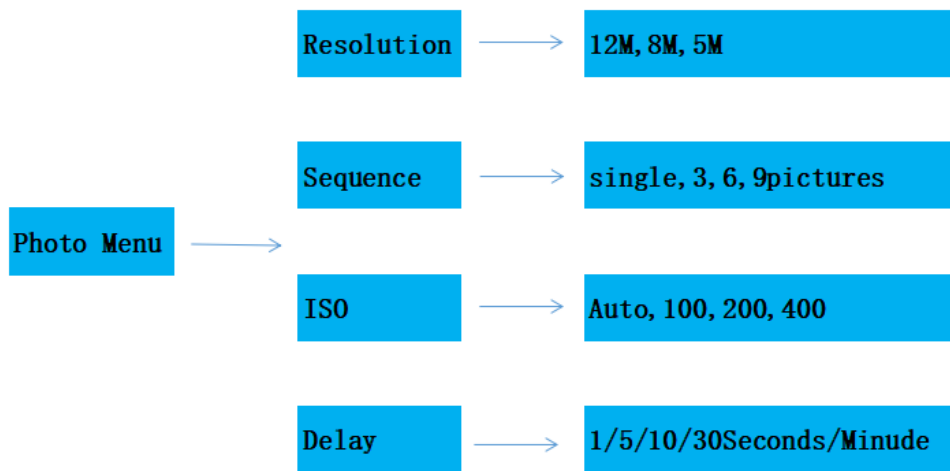 Resolution
12M,8M,5M
Sequence
single,3,6,9pictures
Photo Menu
ISO
Auto,100,200,400
Delay
1/5/10/30Seconds/Minude